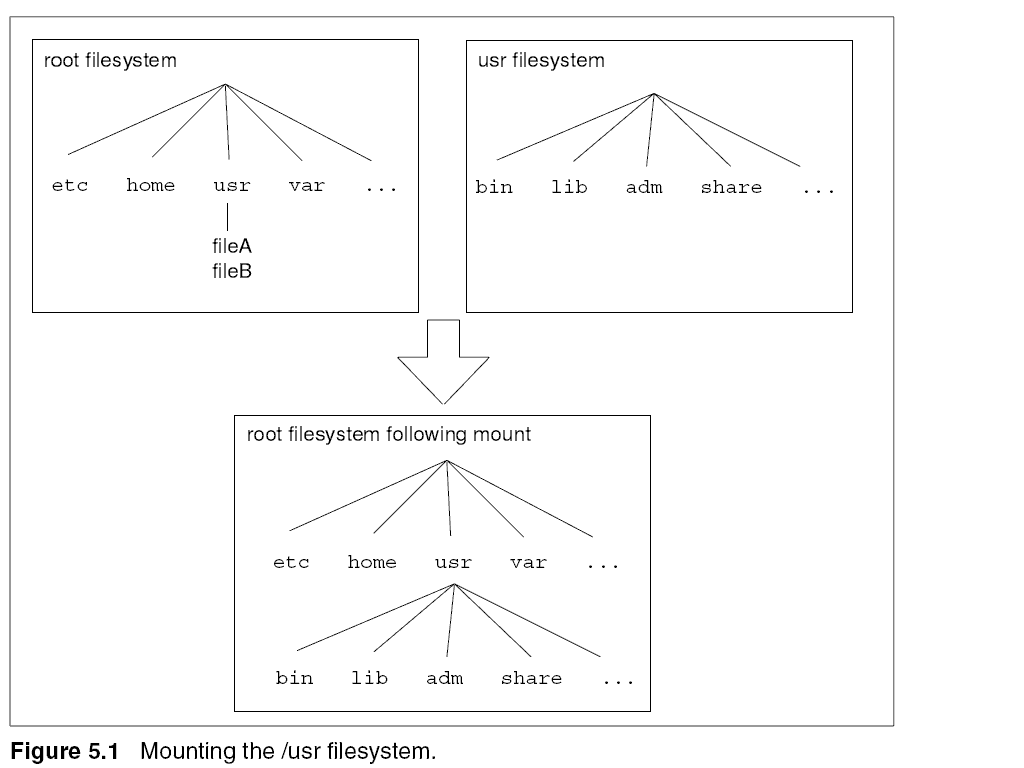 root filesystem
etc home usr var ...
fileA
fileB
usr filesystem
bin lib adm share ...
root filesystem following mount
etc home usr var ...
bin lib adm share ...
Figure 5.1 Mounting the /usr filesystem.